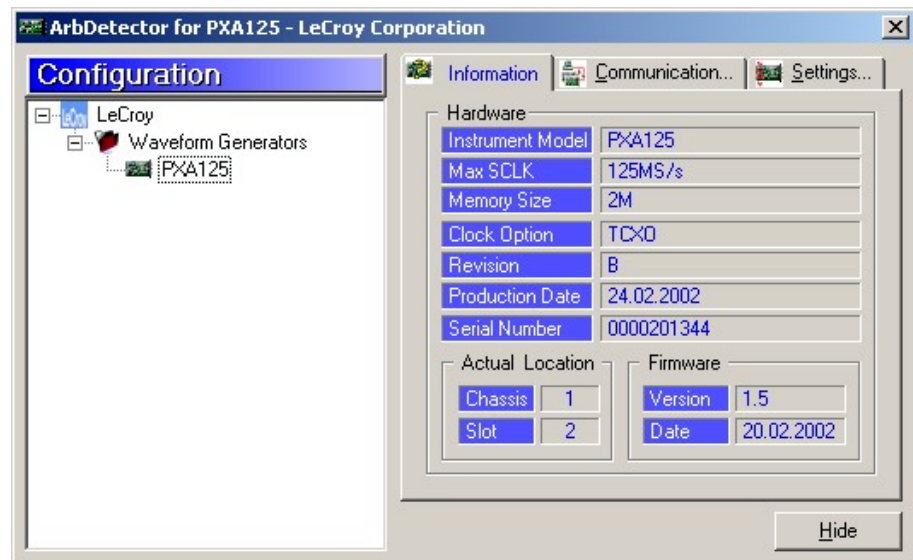 ArbDetector for PXA125 - LeCroy Corporation
Configuration
LeCroy
Waveform Generators
PXA125
Information
Communication...
Settings...
Hardware
Instrument Model PXA125
Max SCLK 125MS/s
Memory Size 2M
Clock Option TCXO
Revision B
Production Date 24.02.2002
Serial Number 0000201344
Actual Location
Chassis 1
Slot 2
Firmware
Version 1.5
Date 20.02.2002
Hide